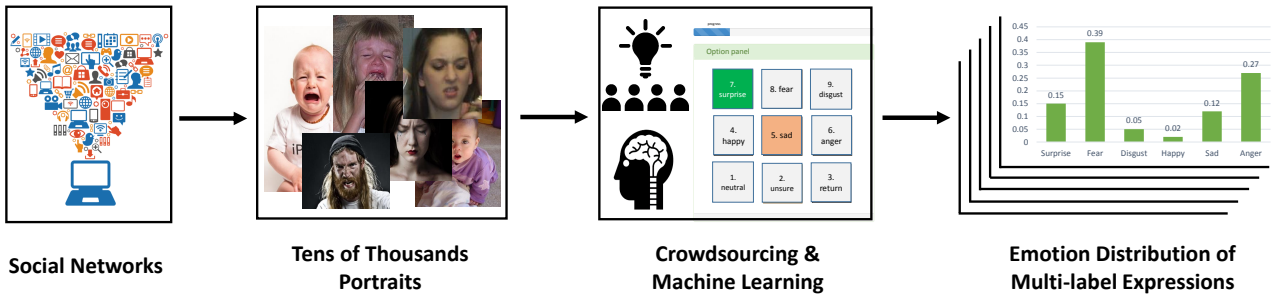 progress
Option panel
7.
surprise
8. fear
9.
disgust
4.
happy
5. sad
6.
anger
1.
neutral
2.
unsure
3.
return
0.45
0.4
0.35
0.3
0.25
0.2
0.15
0.1
0.05
0
0.15
0.39
0.05
0.02
0.12
0.27
Surprise
Fear
Disgust
Happy
Sad
Anger
Social Networks
Tens of Thousands
Portraits
Crowdsourcing &
Machine Learning
Emotion Distribution of
Multi-label Expressions